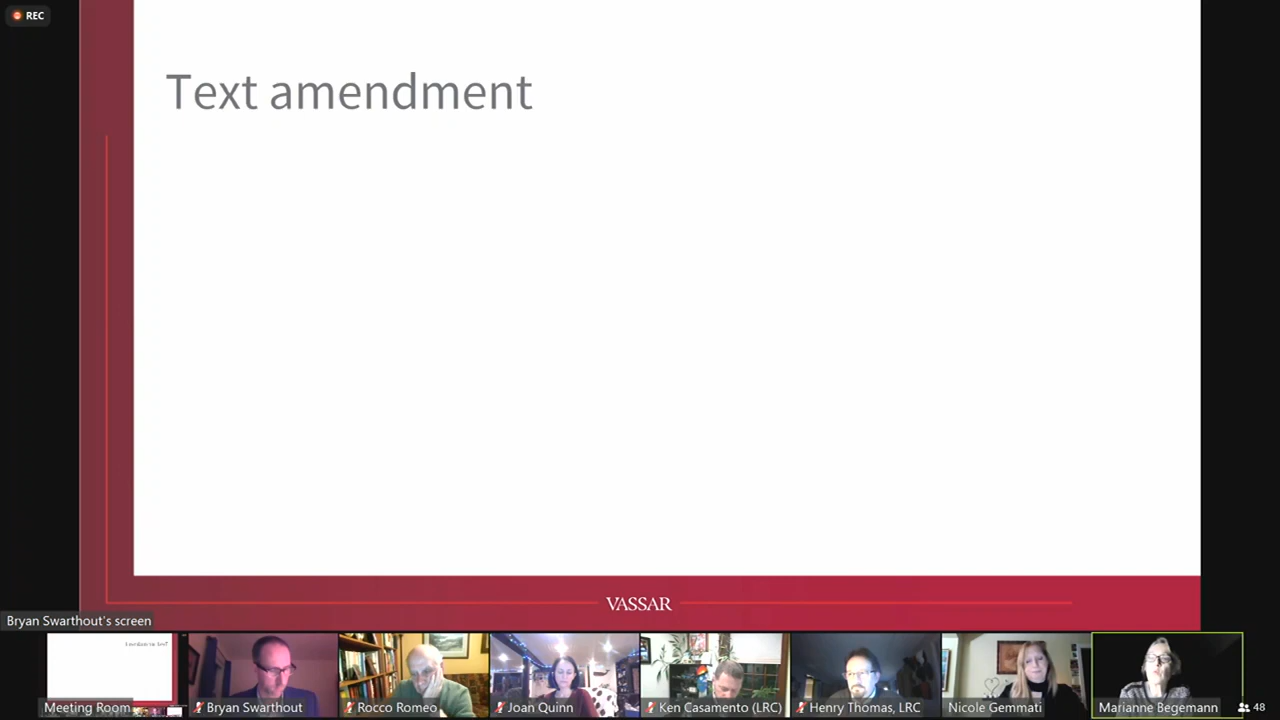 REC
Text amendment
VASSAR
Bryan Swarthout's screen
Meeting Room
Bryan Swarthout
Rocco Romeo
Joan Quinn
Ken Casamento (LRC)
Henry Thomas, LRC
Nicole Gemmati
Marianne Begemann
48